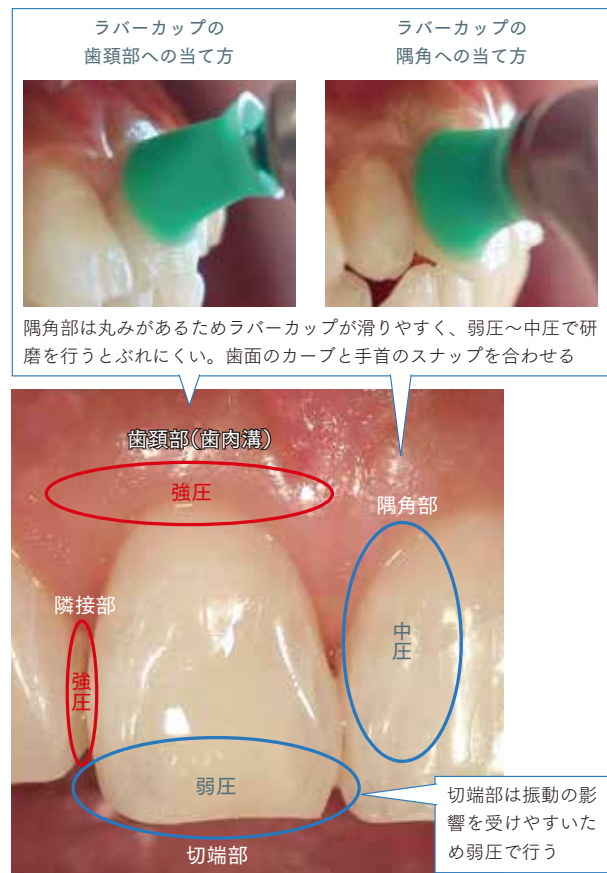 ラバーカップの
歯頚部への当て方
ラバーカップの
隅角への当て方
隅角部は丸みがあるためラバーカップが滑りやすく、弱圧〜中圧で研
磨を行うとぶれにくい。歯面のカーブと手首のスナップを合わせる
歯頚部(歯肉溝)
強圧
隅角部
隣接部
中圧
強圧
弱圧
切端部
切端部は振動の影
響を受けやすいた
め弱圧で行う